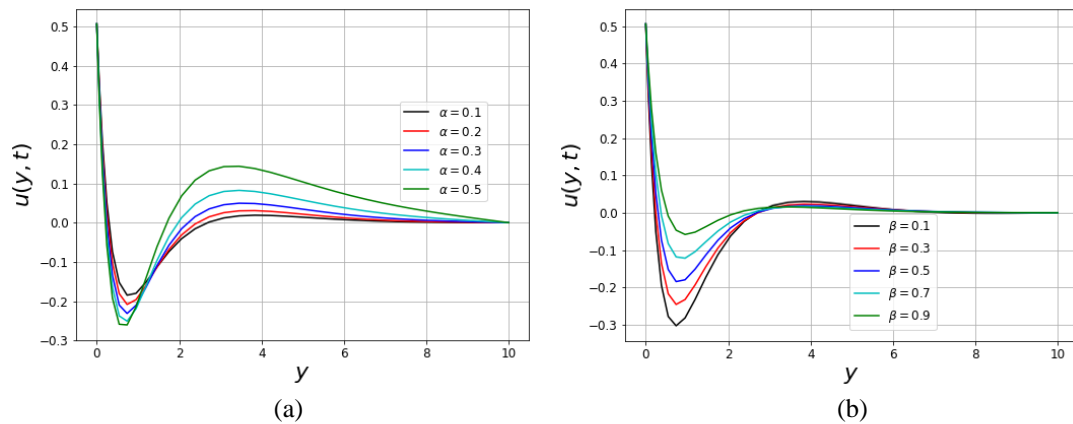 0.5
0.4
0.3
0.2
0.1
0.0
−0.1
−0.2
−0.3
u(y, t)
α = 0.1
α = 0.2
α = 0.3
α = 0.4
α = 0.5
0 2 4 6 8 10
y
(a)
0.5
0.4
0.3
0.2
0.1
0.0
−0.1
−0.2
−0.3
u(y, t)
β = 0.1
β = 0.3
β = 0.5
β = 0.7
β = 0.9
0 2 4 6 8 10
y
(b)